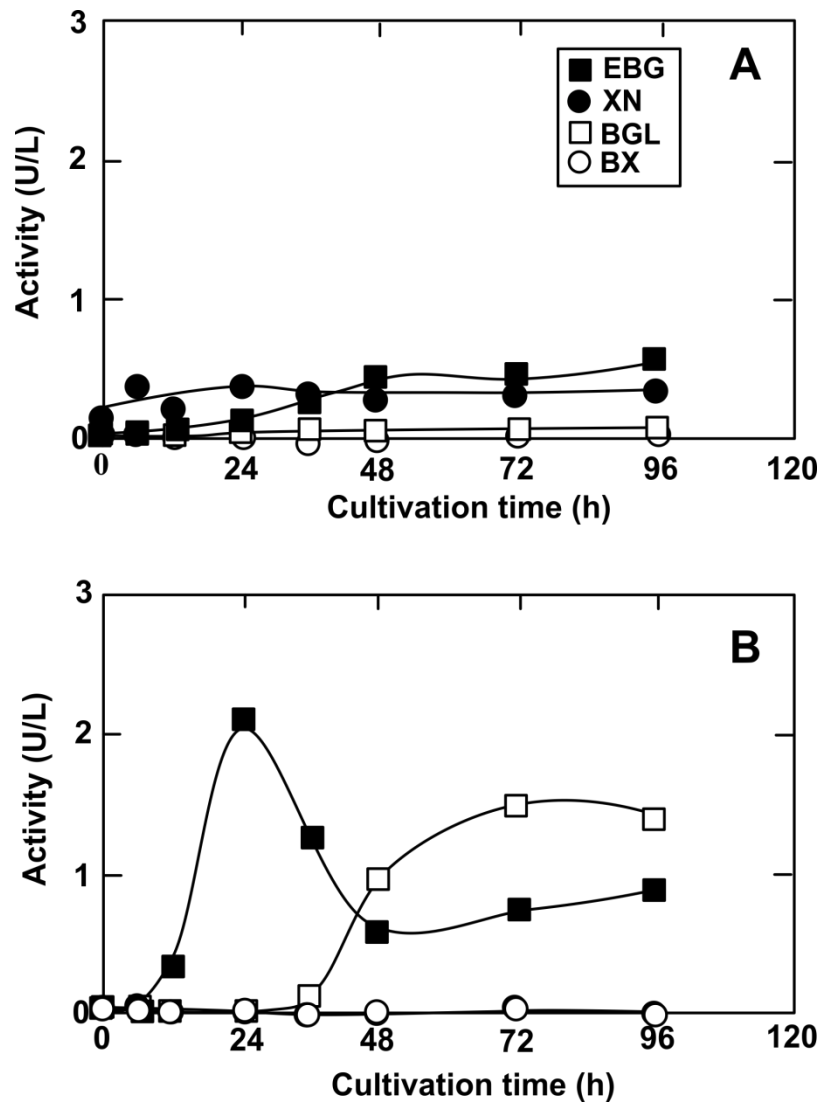 3
2
1
0
Activity (U/L)
EBG
XN
BGL
BX
A
0 24 48 72 96 120
Cultivation time (h)
3
2
1
0
Activity (U/L)
B
0 24 48 72 96 120
Cultivation time (h)